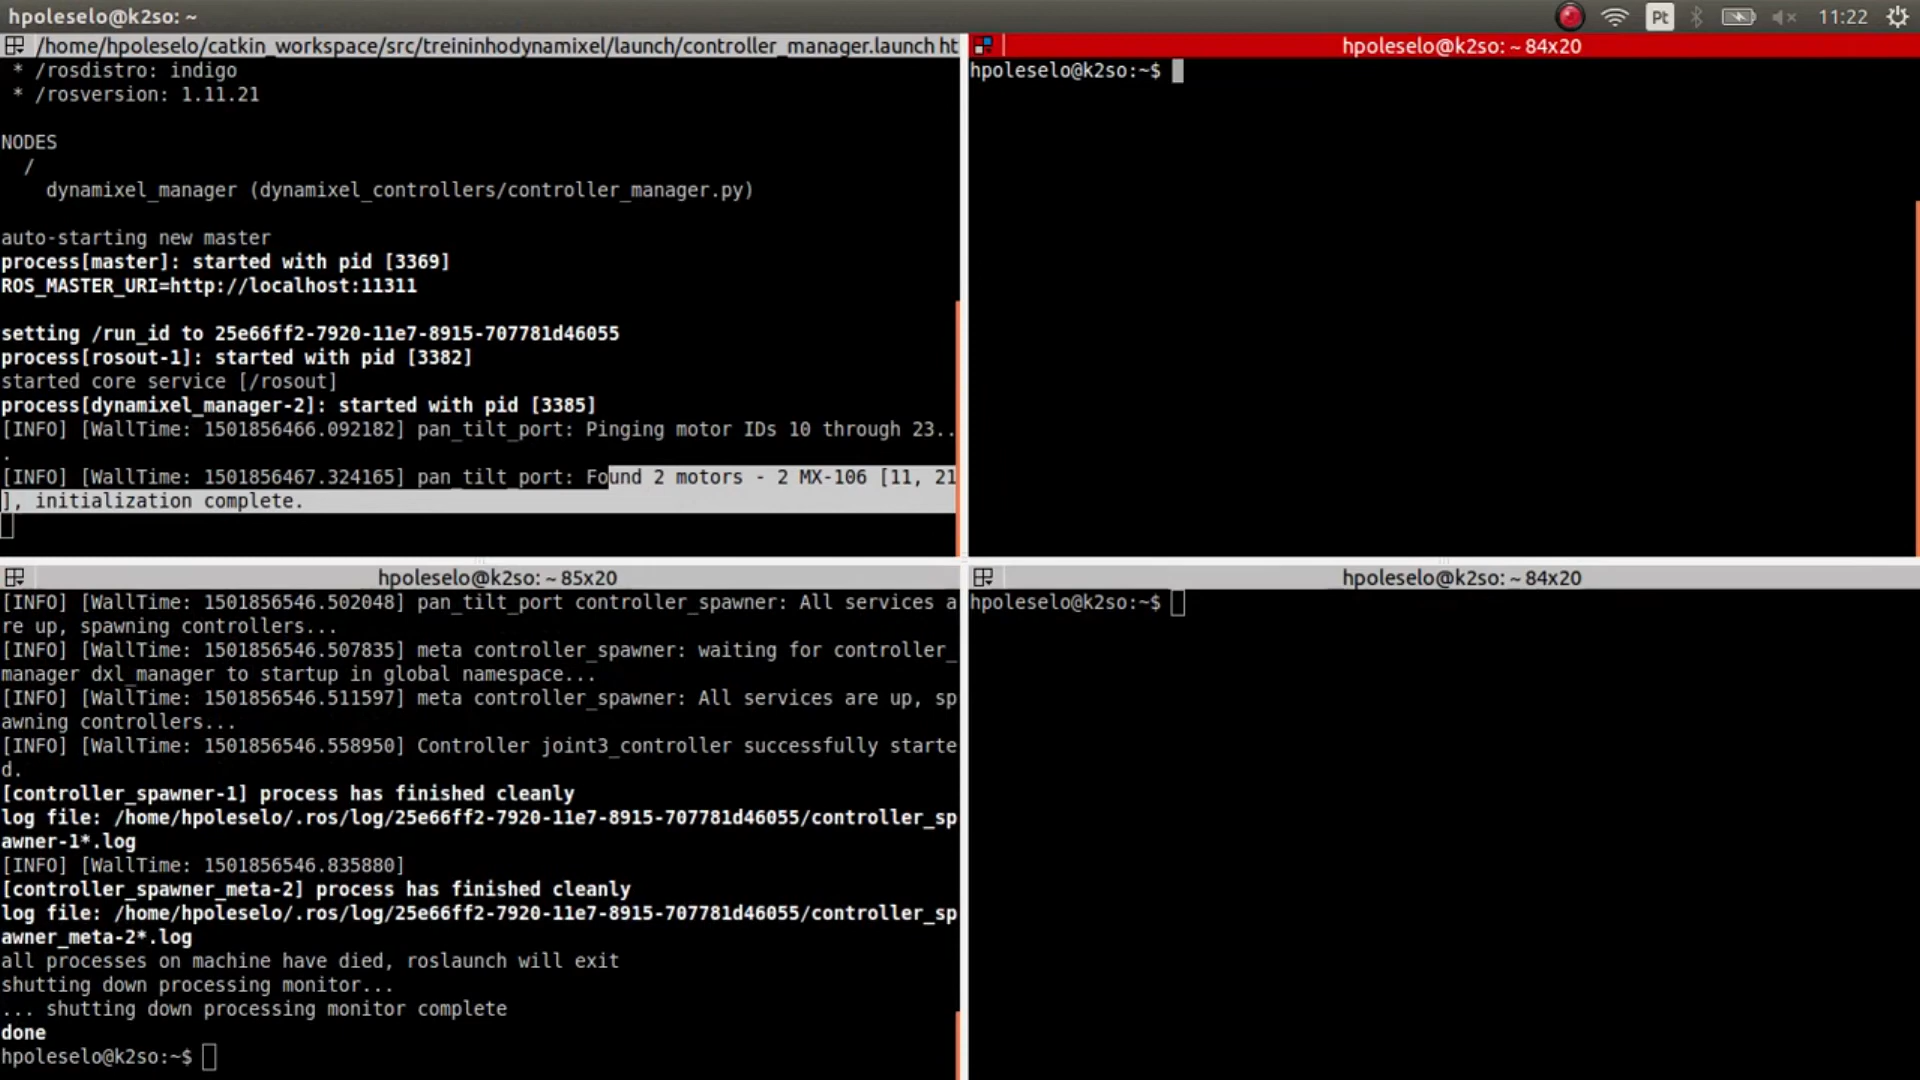 hpoleselo@k2so: ~
Pt
11:22
/home/hpoleselo/catkin_workspace/src/treininhodynamixel/launch/controller_manager.launch ht
* /rosdistro: indigo
* /rosversion: 1.11.21
NODES
/
dynamixel_manager (dynamixel_controllers/controller_manager.py)
auto-starting new master
process[master]: started with pid [3369]
ROS_MASTER_URI=http://localhost:11311
setting /run_id to 25e66ff2-7920-11e7-8915-707781d46055
process[rosout-1]: started with pid [3382]
started core service [/rosout]
process[dynamixel_manager-2]: started with pid [3385]
[INFO] [WallTime: 1501856466.092182] pan_tilt_port: Pinging motor IDs 10 through 23..
.
[INFO] [WallTime: 1501856467.324165] pan_tilt_port: Found 2 motors - 2 MX-106 [11, 21
], initialization complete.
hpoleselo@k2so: ~ 84x20
hpoleselo@k2so:~$
hpoleselo@k2so: ~ 85x20
[INFO] [WallTime: 1501856546.502048] pan_tilt_port controller_spawner: All services a
re up, spawning controllers...
[INFO] [WallTime: 1501856546.507835] meta controller_spawner: waiting for controller_
manager dxl_manager to startup in global namespace...
[INFO] [WallTime: 1501856546.511597] meta controller_spawner: All services are up, sp
awning controllers...
[INFO] [WallTime: 1501856546.558950] Controller joint3_controller successfully starte
d.
[controller_spawner-1] process has finished cleanly
log file: /home/hpoleselo/.ros/log/25e66ff2-7920-11e7-8915-707781d46055/controller_sp
awner-1*.log
[INFO] [WallTime: 1501856546.835880]
[controller_spawner_meta-2] process has finished cleanly
log file: /home/hpoleselo/.ros/log/25e66ff2-7920-11e7-8915-707781d46055/controller_sp
awner_meta-2*.log
all processes on machine have died, roslaunch will exit
shutting down processing monitor...
... shutting down processing monitor complete
done
hpoleselo@k2so:~$
hpoleselo@k2so: ~ 84x20
hpoleselo@k2so:~$